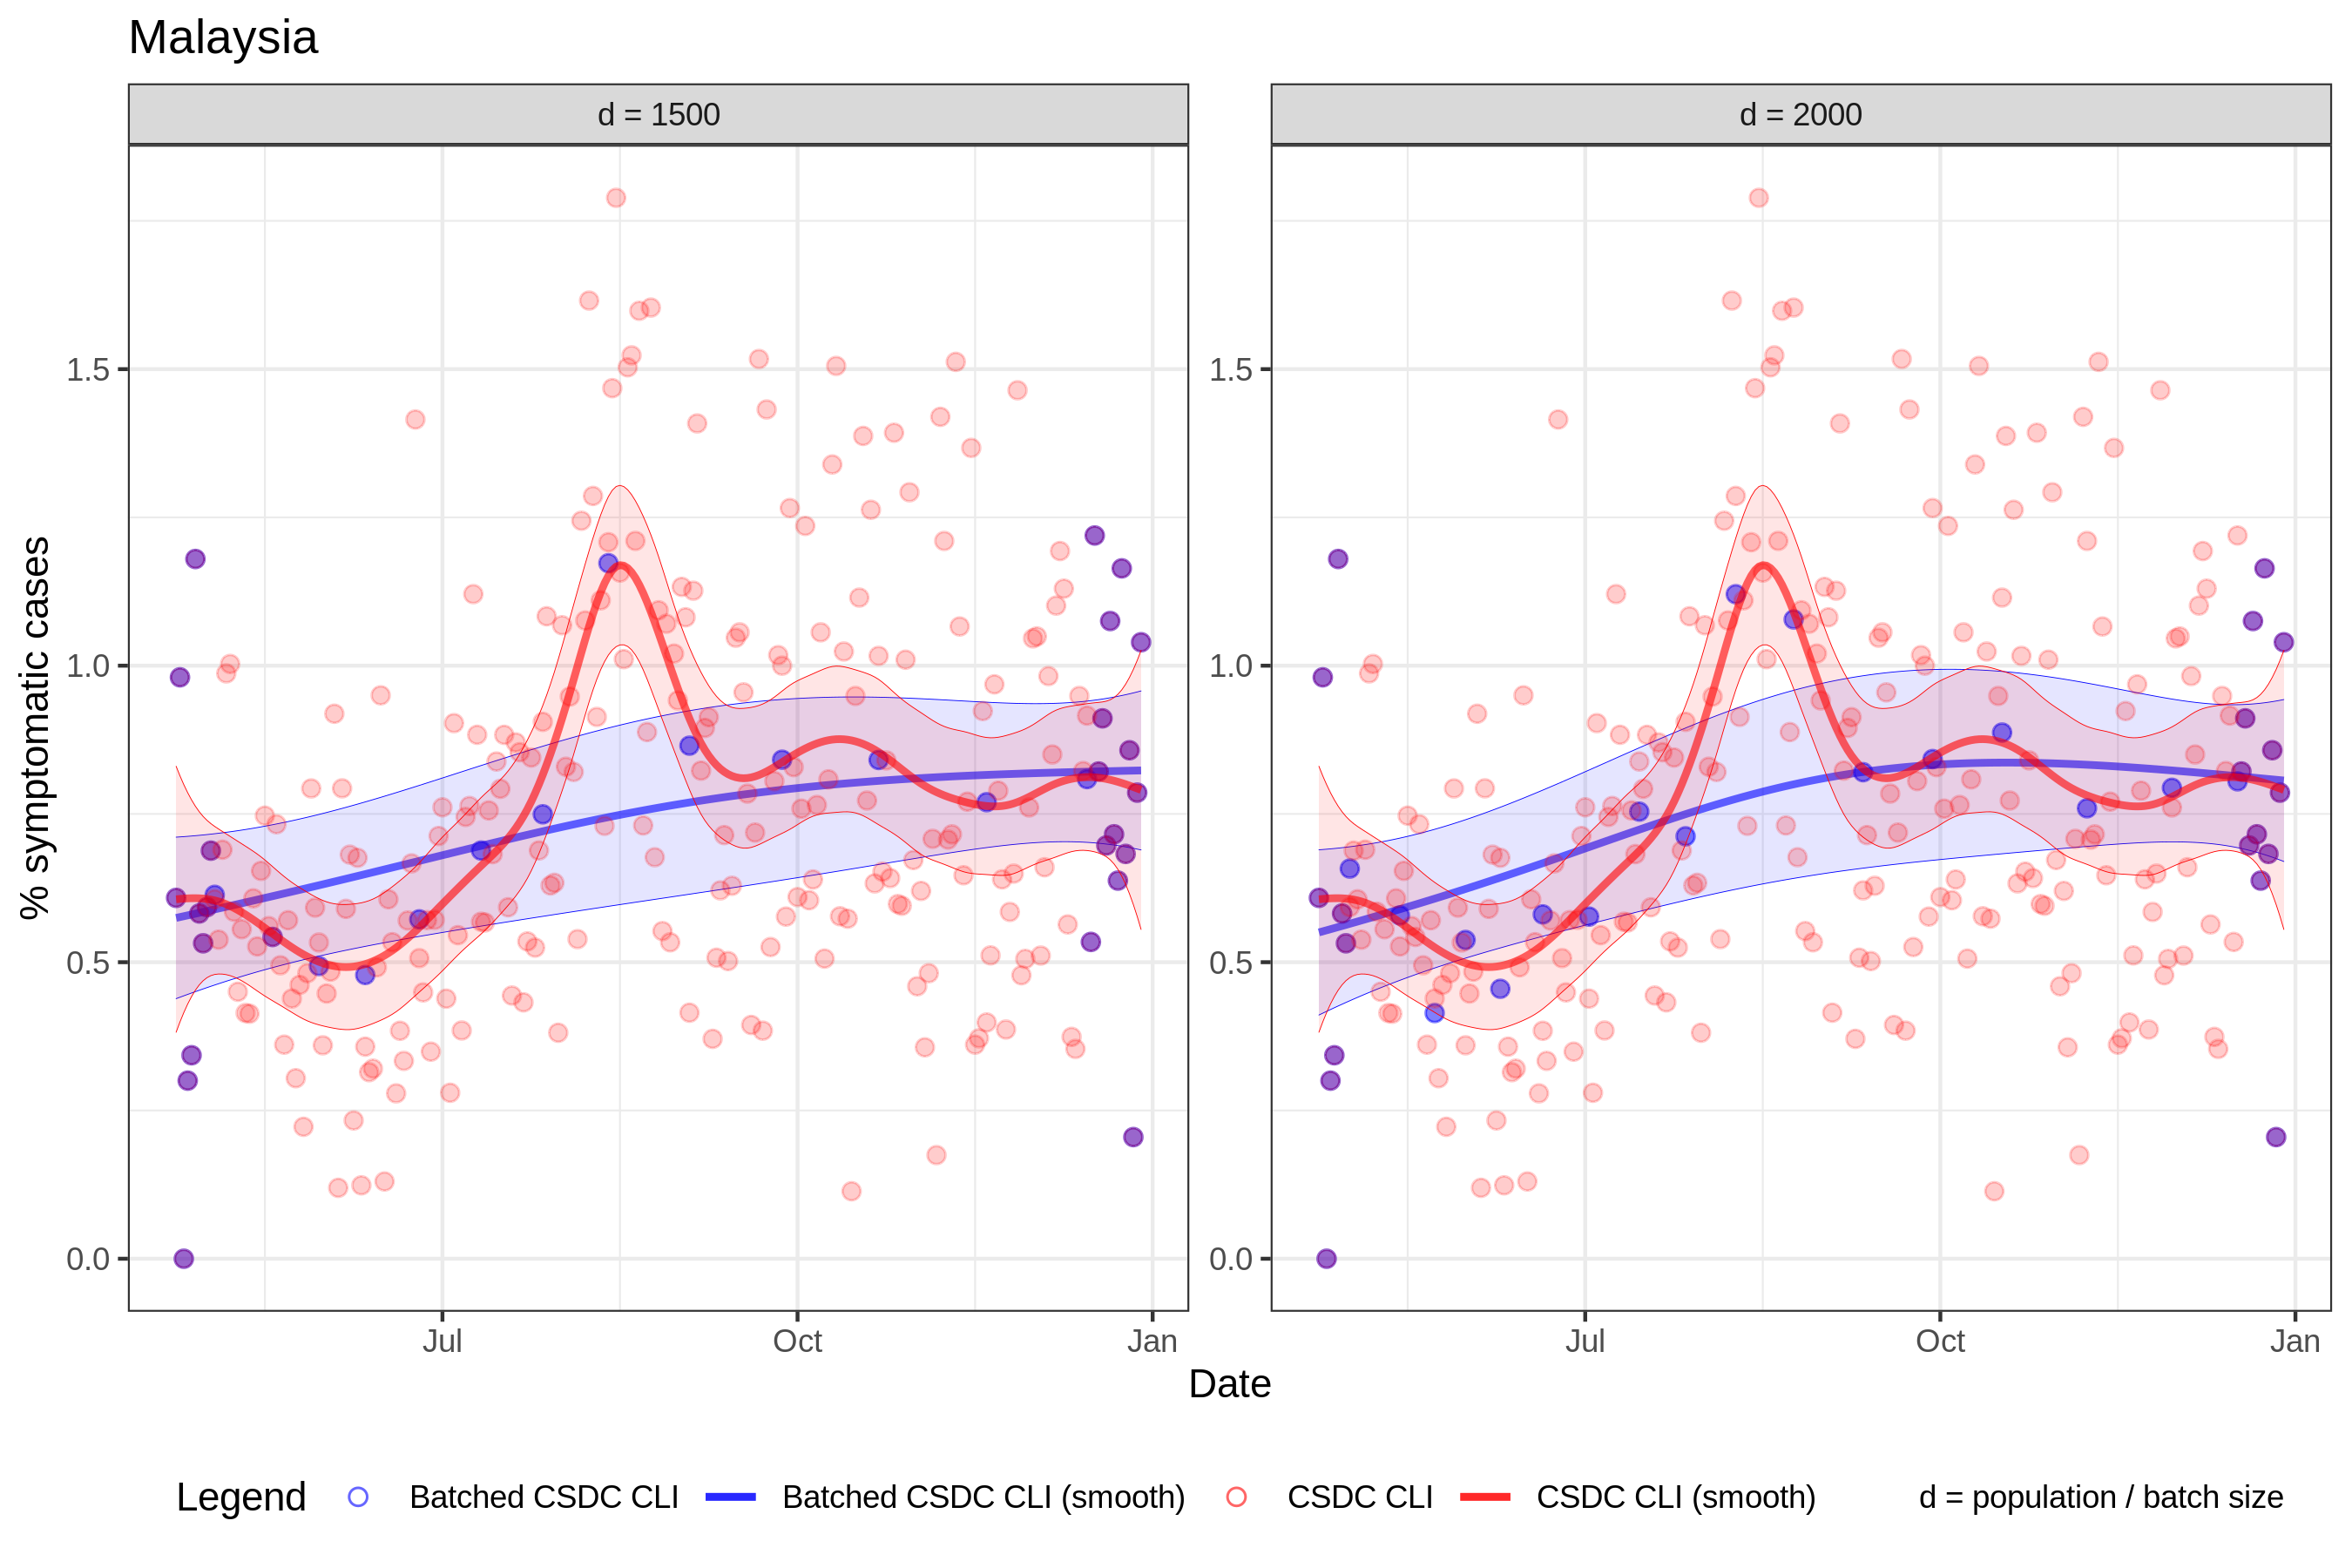 Malaysia
d = 1500
d = 2000
% symptomatic cases
1.5
1.0
0.5
0.0
1.5
1.0
0.5
0.0
Jul
Oct
Jan
Jul
Oct
Jan
Date
Legend Batched CSDC CLI Batched CSDC CLI (smooth) CSDC CLI CSDC CLI (smooth) d = population / batch size